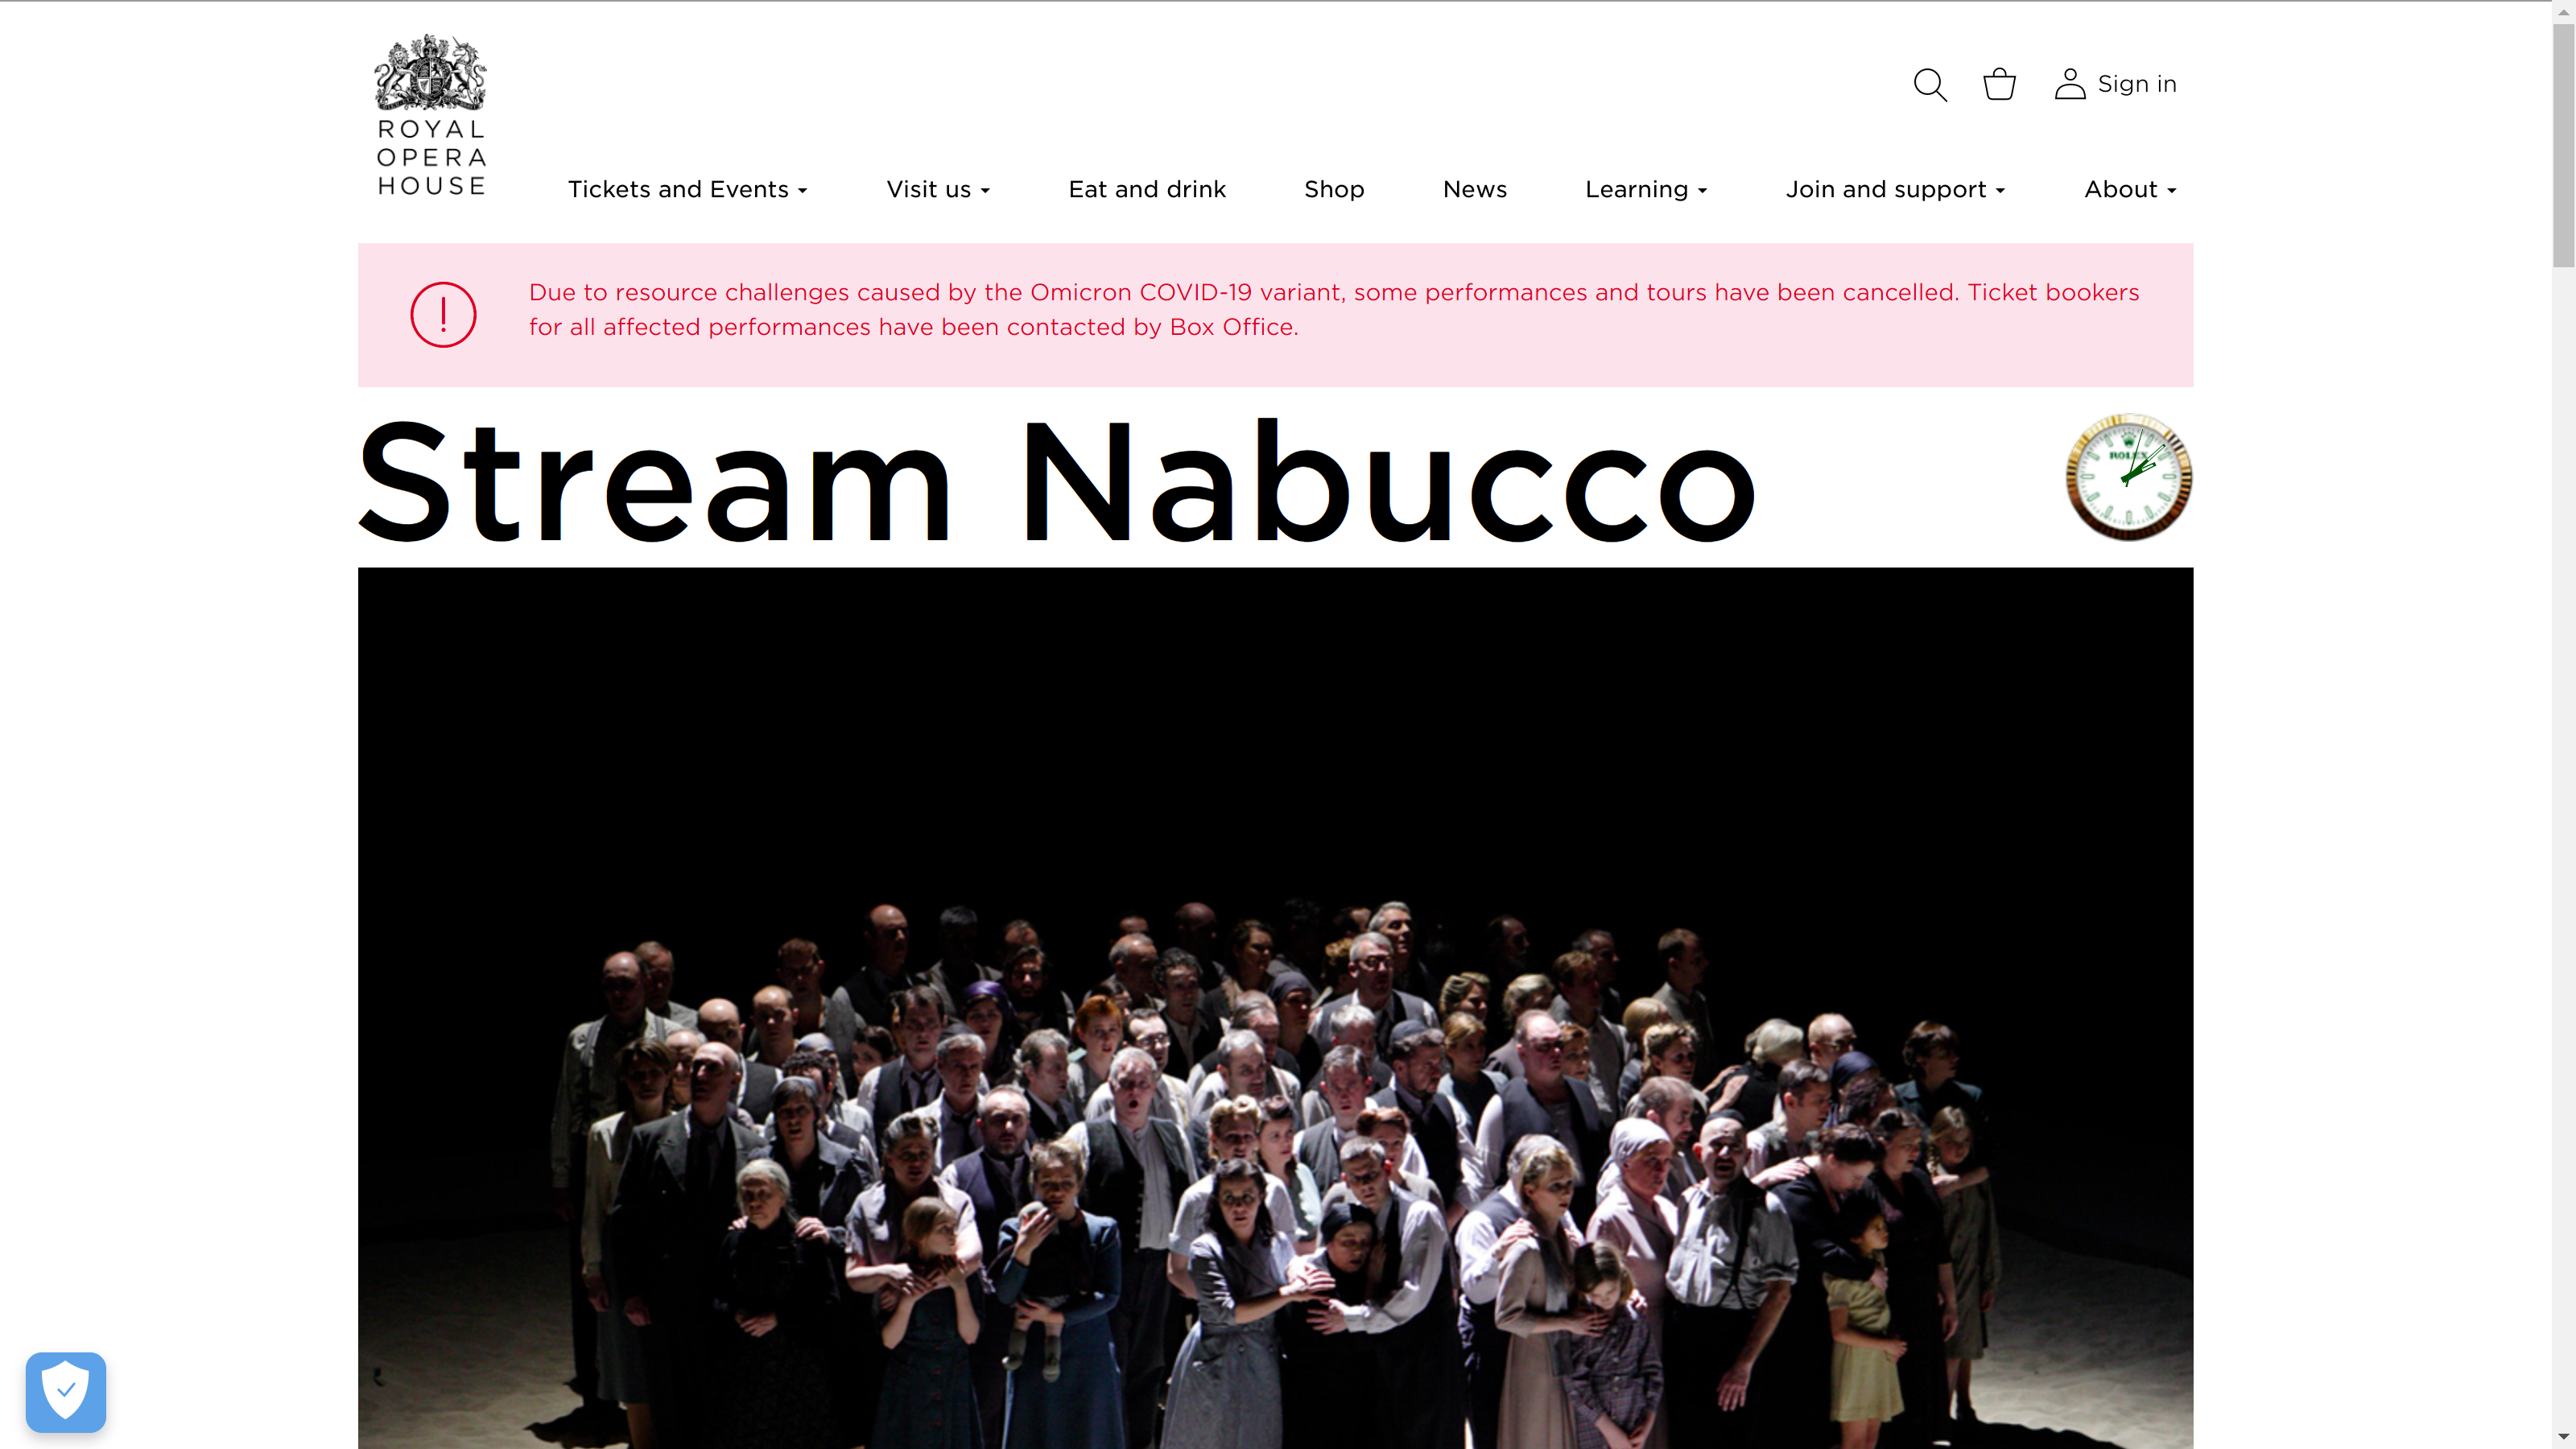 ROYAL
OPERA
HOUSE
Sign in
Tickets and Events
Visit us
Eat and drink
Shop
News
Learning
Join and support
About
Due to resource challenges caused by the Omicron COVID-19 variant, some performances and tours have been cancelled. Ticket bookers
for all affected performances have been contacted by Box Office.
Stream Nabucco
ROLEX